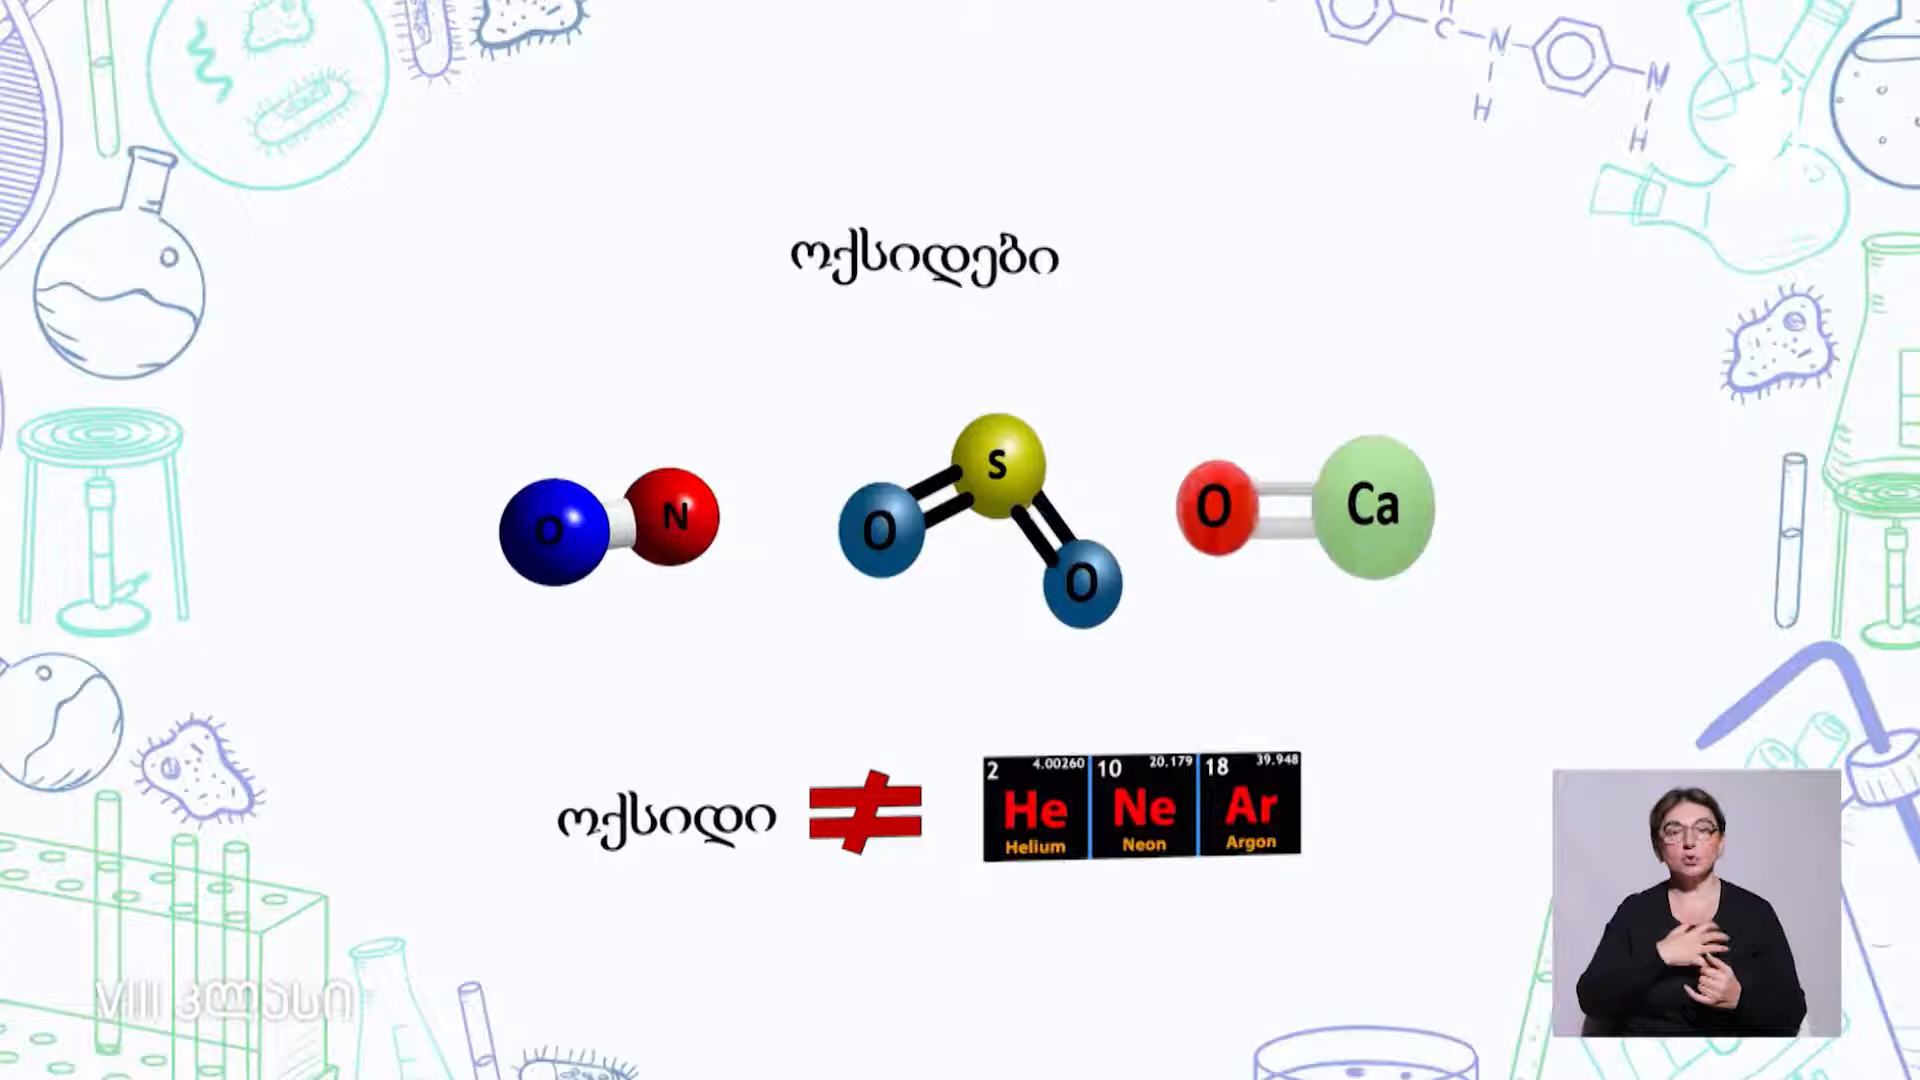 C N N
H H
ოქსიდები
O N
S
O O
O Ca
ოქსიდი ≠
2 4.00260 10 20.179 18 39.948
He Ne Ar
Helium Neon Argon
VIII კლასი